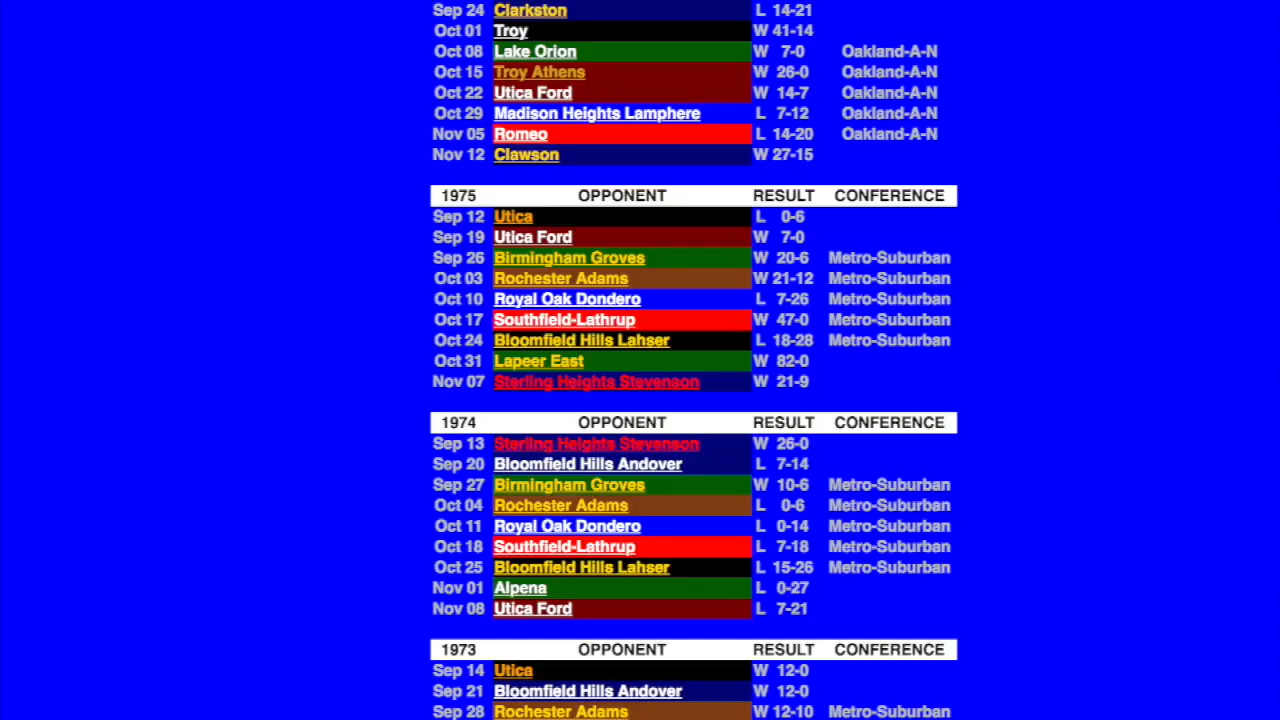 Sep 24 Clarkston L 14-21
Oct 01 Troy W 41-14
Oct 08 Lake Orion W 7-0 Oakland-A-N
Oct 15 Troy Athens W 26-0 Oakland-A-N
Oct 22 Utica Ford W 14-7 Oakland-A-N
Oct 29 Madison Heights Lamphere L 7-12 Oakland-A-N
Nov 05 Romeo L 14-20 Oakland-A-N
Nov 12 Clawson W 27-15
1975 OPPONENT RESULT CONFERENCE
Sep 12 Utica L 0-6
Sep 19 Utica Ford W 7-0
Sep 26 Birmingham Groves W 20-6 Metro-Suburban
Oct 03 Rochester Adams W 21-12 Metro-Suburban
Oct 10 Royal Oak Dondero L 7-26 Metro-Suburban
Oct 17 Southfield-Lathrup W 47-0 Metro-Suburban
Oct 24 Bloomfield Hills Lahser L 18-28 Metro-Suburban
Oct 31 Lapeer East W 82-0
Nov 07 Sterling Heights Stevenson W 21-9
1974 OPPONENT RESULT CONFERENCE
Sep 13 Sterling Heights Stevenson W 26-0
Sep 20 Bloomfield Hills Andover L 7-14
Sep 27 Birmingham Groves W 10-6 Metro-Suburban
Oct 04 Rochester Adams L 0-6 Metro-Suburban
Oct 11 Royal Oak Dondero L 0-14 Metro-Suburban
Oct 18 Southfield-Lathrup L 7-18 Metro-Suburban
Oct 25 Bloomfield Hills Lahser L 15-26 Metro-Suburban
Nov 01 Alpena L 0-27
Nov 08 Utica Ford L 7-21
1973 OPPONENT RESULT CONFERENCE
Sep 14 Utica W 12-0
Sep 21 Bloomfield Hills Andover W 12-0
Sep 28 Rochester Adams W 12-10 Metro-Suburban